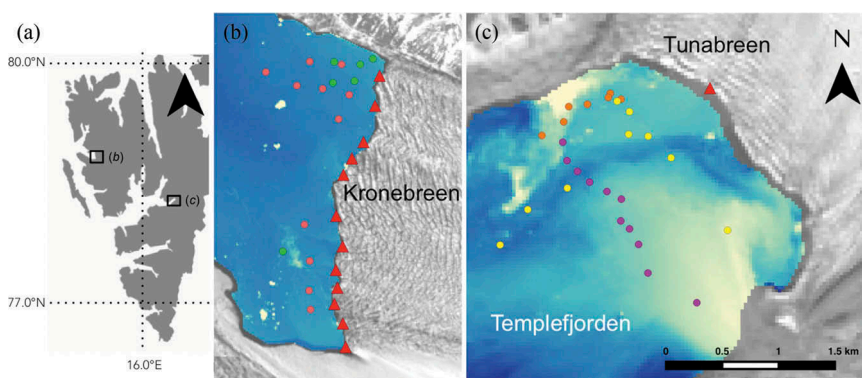 (a)
(b)
(c)
80.0°N
77.0°N
16.0°E
(b)
(c)
Kronebreen
Tunabreen
N
Templefjorden
0 0.5 1 1.5 km